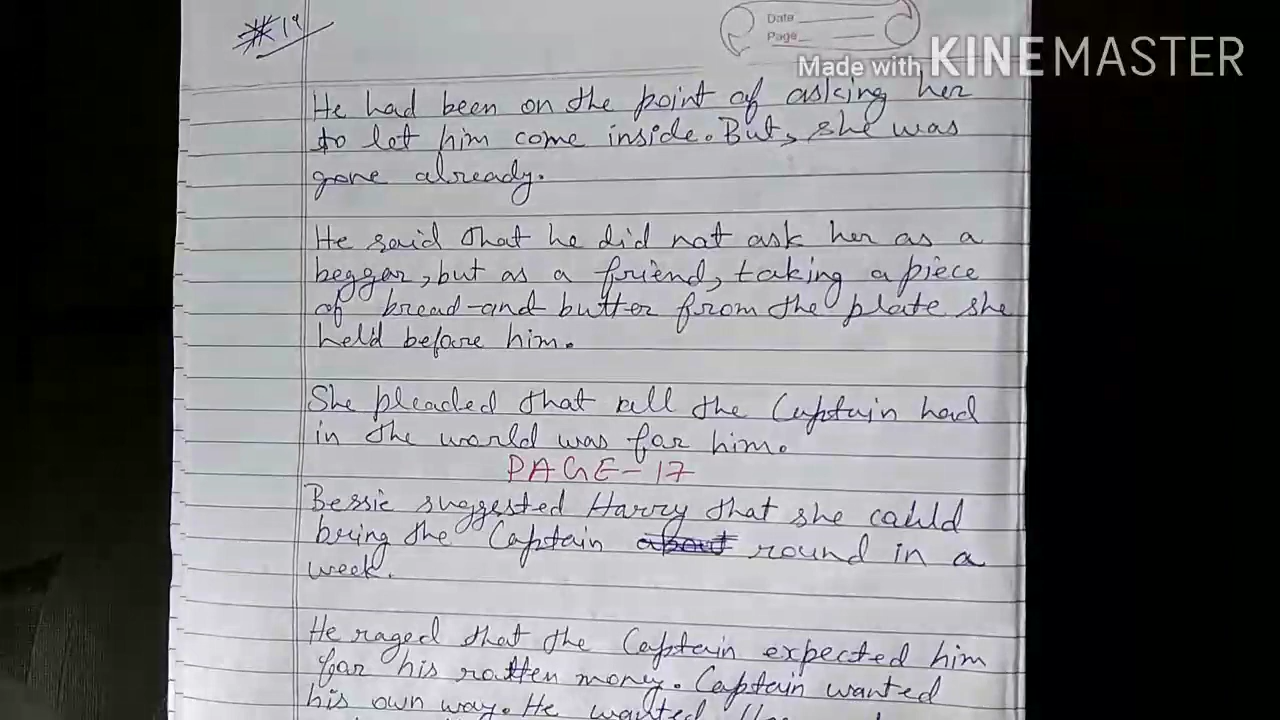 #19
Date
Page
Made with KINEMASTER
He had been on the point of asking her
to let him come inside. But, she was
gone already.
He said that he did not ask her as a
beggar, but as a friend, taking a piece
of bread-and butter from the plate she
held before him.
She pleaded that all the Captain had
in the world was for him.
PAGE-17
Bessie suggested Harry that she could
bring the Captain about round in a
week.
He raged that the Captain expected him
for his rotten money. Captain wanted
his own way. He wanted